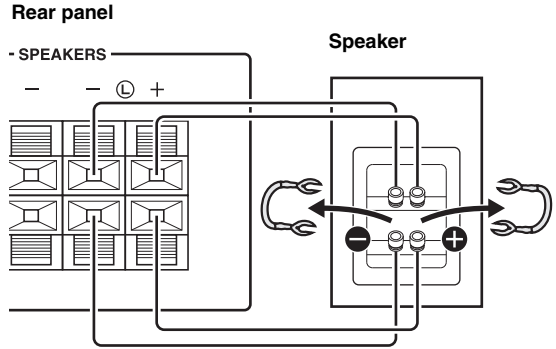 Rear panel
Speaker
SPEAKERS
– – Ⓛ +
– +